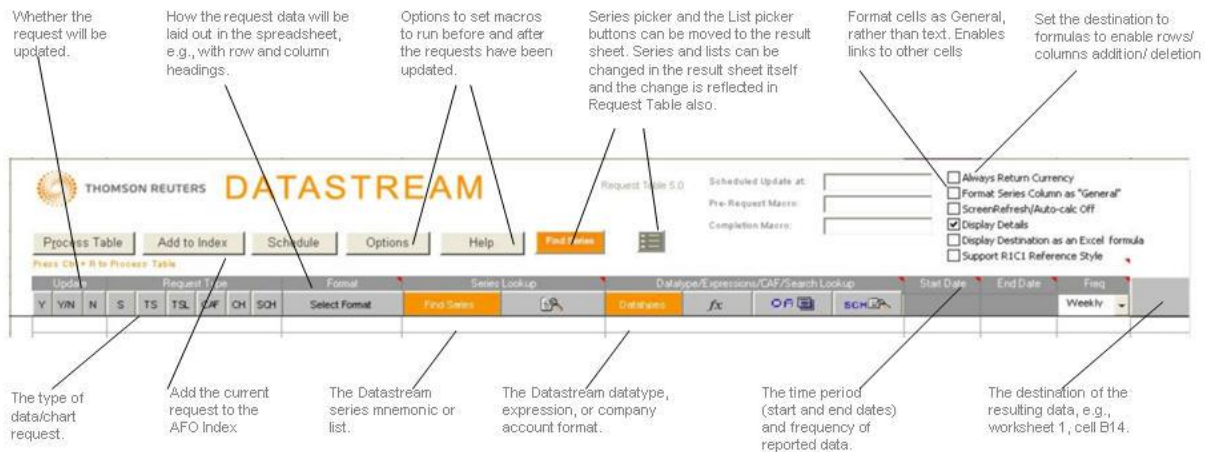 Whether the
request will be
updated.
How the request data will be
laid out in the spreadsheet,
e.g., with row and column
headings.
Options to set macros
to run before and after
the requests have been
updated.
Series picker and the List picker
buttons can be moved to the result
sheet. Series and lists can be
changed in the result sheet itself
and the change is reflected in
Request Table also.
Format cells as General,
rather than text. Enables
links to other cells
Set the destination to
formulas to enable rows/
columns addition/ deletion
THOMSON REUTERS DATASTREAM
Request Table 5.0
Scheduled Update at:
Pre-Request Macro:
Completion Macro:
Always Return Currency
Format Series Column as "General"
ScreenRefresh/Auto-calc Off
Display Details
Display Destination as an Excel formula
Support R1C1 Reference Style
Process Table Add to Index Schedule Options Help Find Series
Press Ctrl + R to Process Table
Update Request Type Format Series Lookup Datatype/Expressions/CAF/Search Lookup Start Date End Date Freq
Y Y/N N S TS TSL CAF CH SCH Select Format Find Series Datatypes fx SCH Weekly
The type of
data/chart
request.
Add the current
request to the
AFO Index
The Datastream
series mnemonic or
list.
The Datastream datatype,
expression, or company
account format.
The time period
(start and end dates)
and frequency of
reported data.
The destination of the
resulting data, e.g.,
worksheet 1, cell B14.